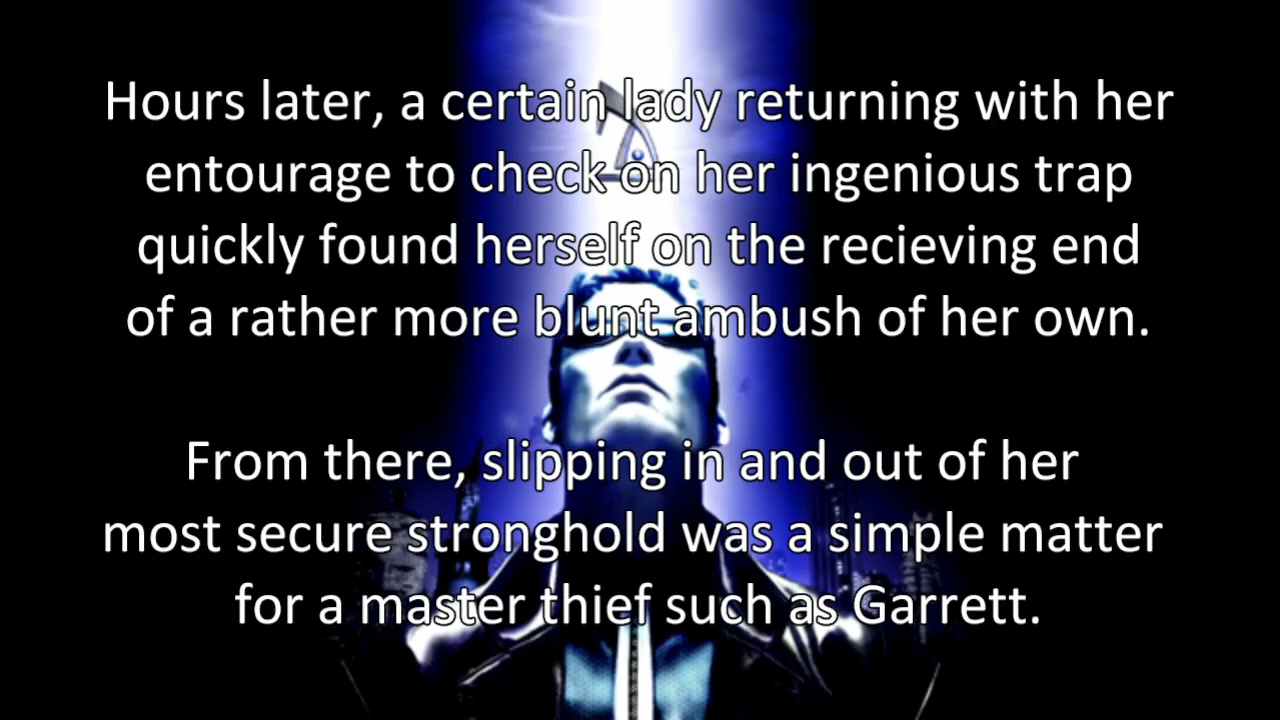 Hours later, a certain lady returning with her
entourage to check on her ingenious trap
quickly found herself on the recieving end
of a rather more blunt ambush of her own.
From there, slipping in and out of her
most secure stronghold was a simple matter
for a master thief such as Garrett.